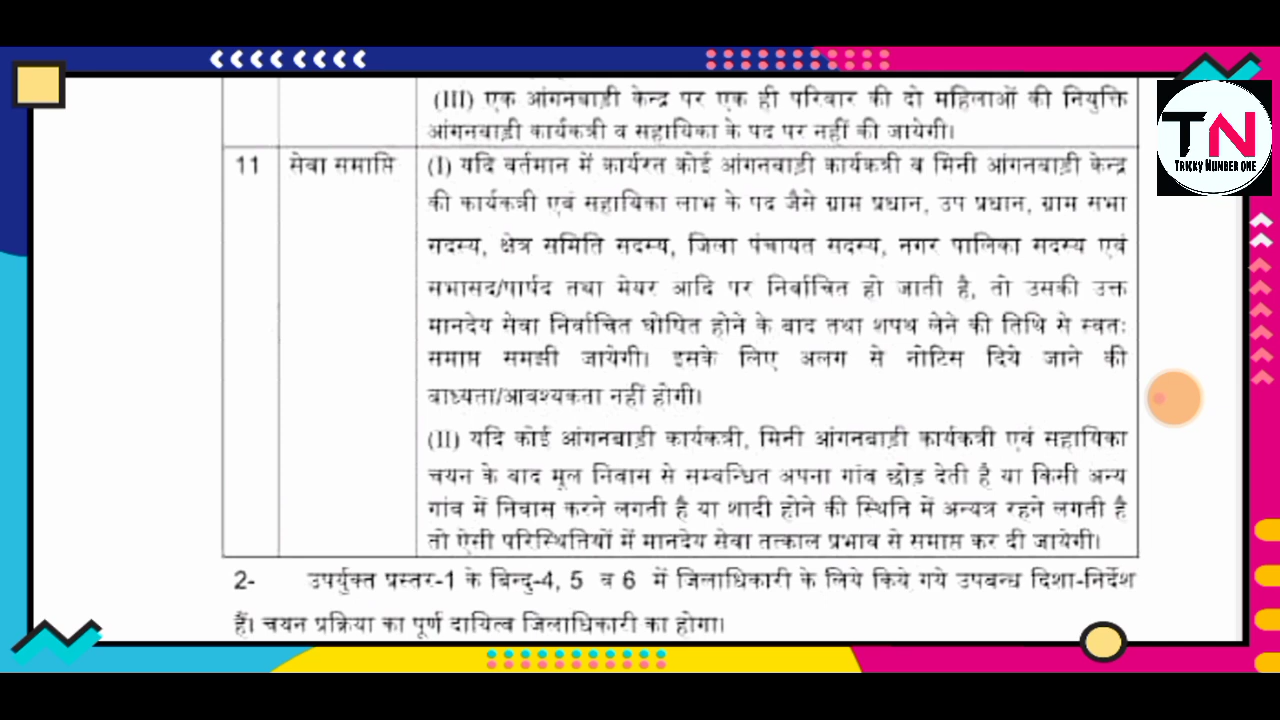 (III) एक आंगनबाड़ी केन्द्र पर एक ही परिवार की दो महिलाओं की नियुक्ति
आंगनबाड़ी कार्यकत्री व सहायिका के पद पर नहीं की जायेगी।
11 सेवा समाप्ति (I) यदि वर्तमान में कार्यरत कोई आंगनबाड़ी कार्यकत्री व मिनी आंगनबाड़ी केन्द्र
की कार्यकत्री एवं सहायिका लाभ के पद जैसे ग्राम प्रधान, उप प्रधान, ग्राम सभा
सदस्य, क्षेत्र समिति सदस्य, जिला पंचायत सदस्य, नगर पालिका सदस्य एवं
सभासद/पार्षद तथा मेयर आदि पर निर्वाचित हो जाती है, तो उसकी उक्त
मानदेय सेवा निर्वाचित घोषित होने के बाद तथा शपथ लेने की तिथि से स्वतः
समाप्त समझी जायेगी। इसके लिए अलग से नोटिस दिये जाने की
बाध्यता/आवश्यकता नहीं होगी।
(II) यदि कोई आंगनबाड़ी कार्यकत्री, मिनी आंगनबाड़ी कार्यकत्री एवं सहायिका
चयन के बाद मूल निवास से सम्बन्धित अपना गांव छोड़ देती है या किसी अन्य
गांव में निवास करने लगती है या शादी होने की स्थिति में अन्यत्र रहने लगती है
तो ऐसी परिस्थितियों में मानदेय सेवा तत्काल प्रभाव से समाप्त कर दी जायेगी।
2- उपर्युक्त प्रस्तर-1 के बिन्दु-4, 5 व 6 में जिलाधिकारी के लिये किये गये उपबन्ध दिशा-निर्देश
हैं। चयन प्रक्रिया का पूर्ण दायित्व जिलाधिकारी का होगा।
TN
TRICKY NUMBER ONE